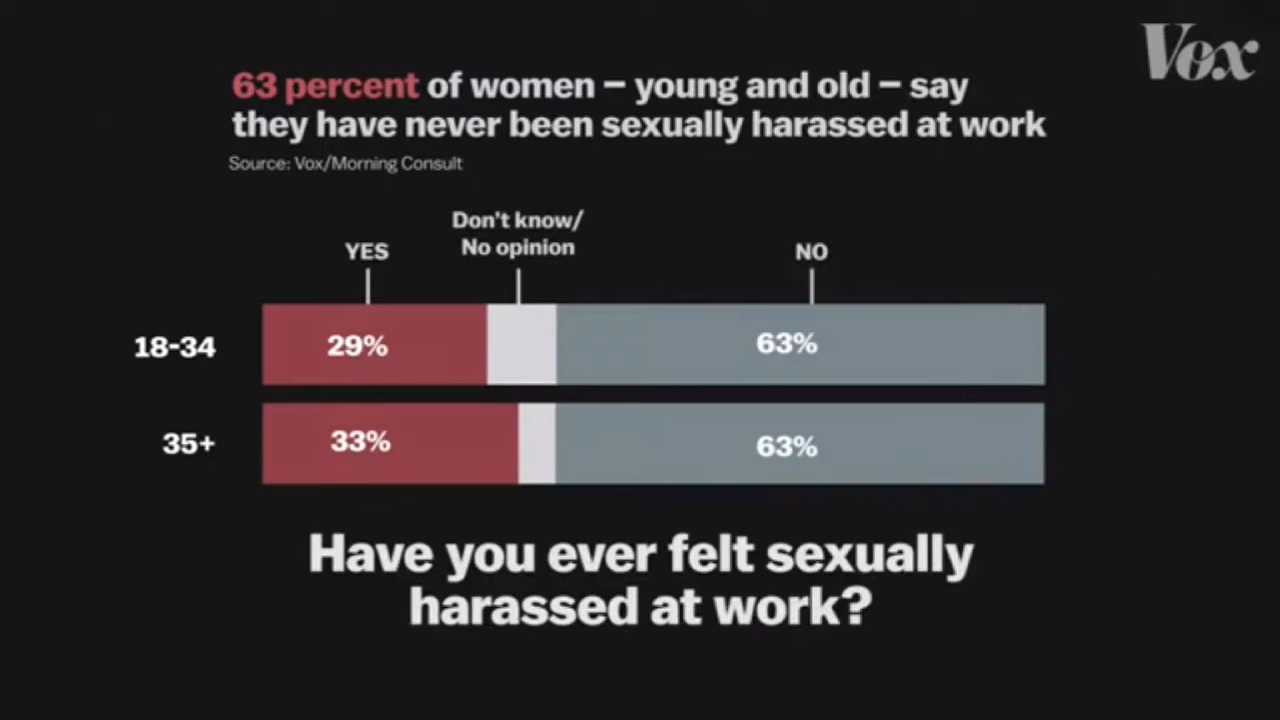 Vox
63 percent of women – young and old – say
they have never been sexually harassed at work
Source: Vox/Morning Consult
YES
Don't know/
No opinion
NO
18-34
29%
63%
35+
33%
63%
Have you ever felt sexually
harassed at work?